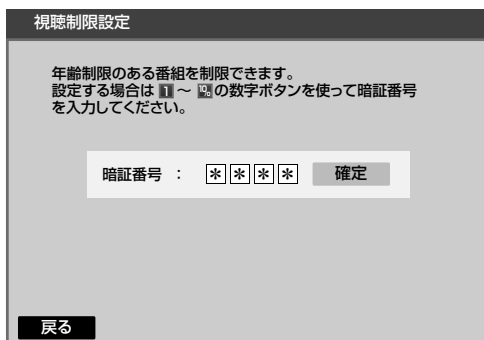 視聴制限設定
年齢制限のある番組を制限できます。
設定する場合は 1 ～ 10 の数字ボタンを使って暗証番号
を入力してください。
暗証番号 ： ＊ ＊ ＊ ＊ 確定
戻る